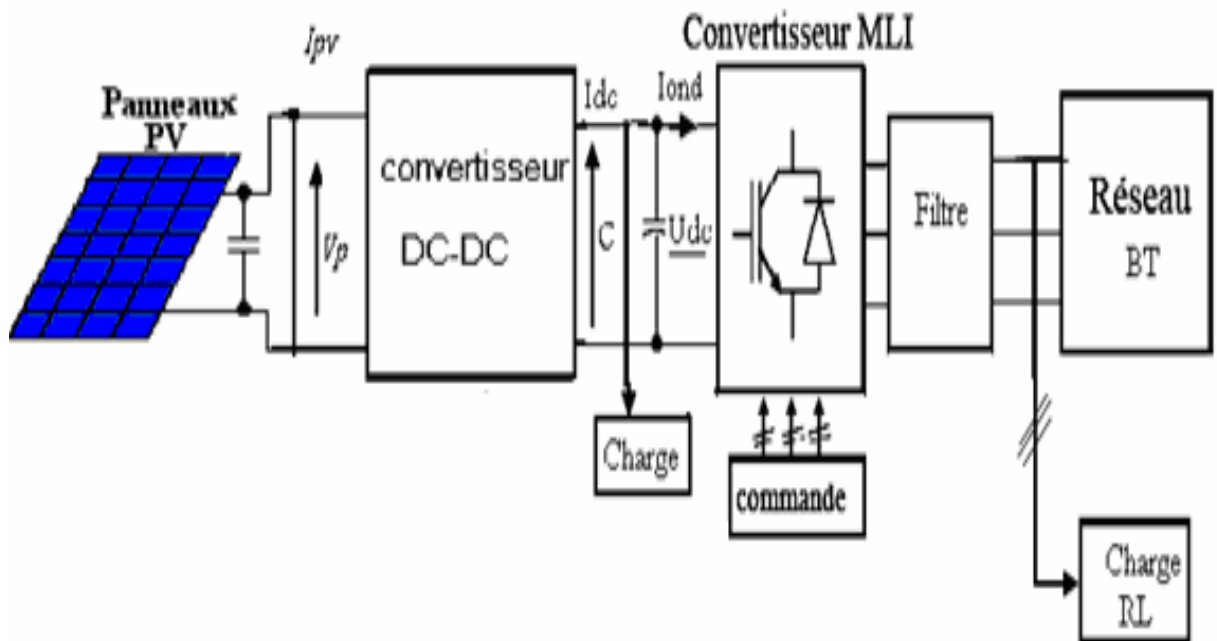 Convertisseur MLI
Ipv
Panneaux
PV
Idc
Iond
convertisseur
DC-DC
Vp
C
Udc
Filtre
Réseau
BT
Charge
commande
Charge
RL